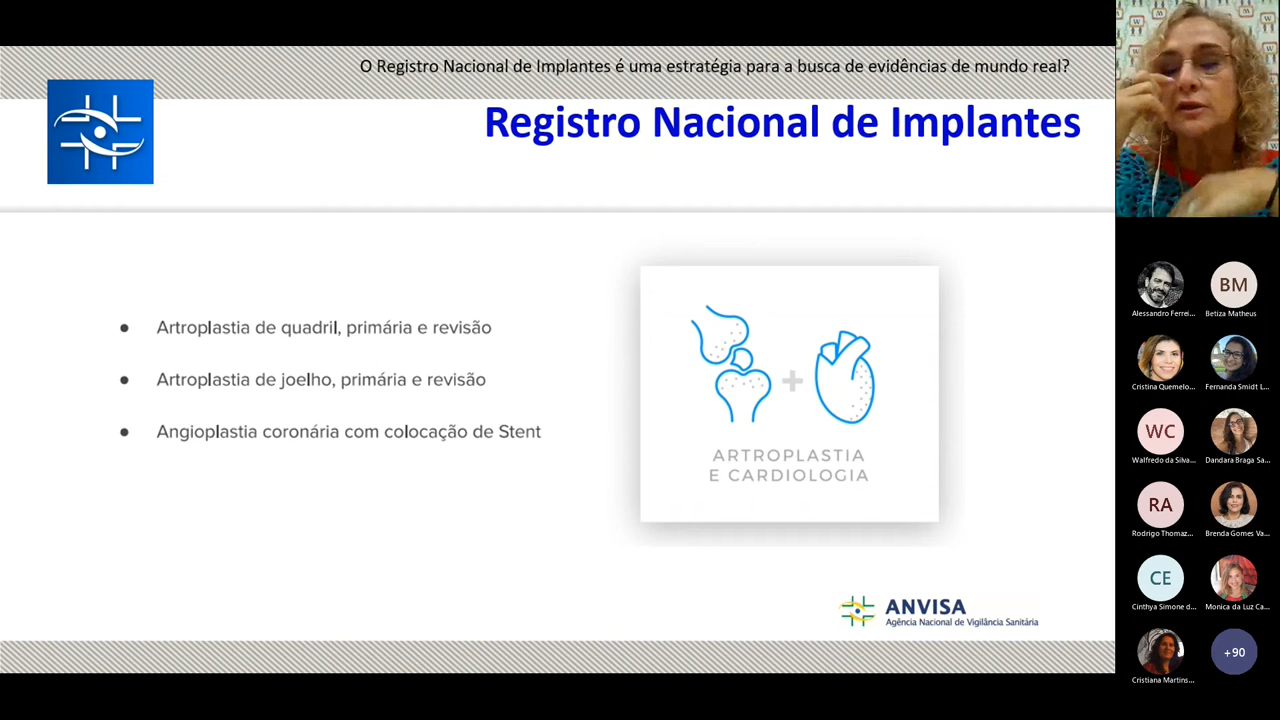 O Registro Nacional de Implantes é uma estratégia para a busca de evidências de mundo real?
Registro Nacional de Implantes
● Artroplastia de quadril, primária e revisão
● Artroplastia de joelho, primária e revisão
● Angioplastia coronária com colocação de Stent
ARTROPLASTIA
E CARDIOLOGIA
ANVISA
Agência Nacional de Vigilância Sanitária
Alessandro Ferrei...
BM
Betiza Matheus
Cristina Quemelo...
Fernanda Smidt L...
WC
Walfredo da Silva...
Dandara Braga Sa...
RA
Rodrigo Thomaz...
Brenda Gomes Va...
CE
Cinthya Simone d...
Monica da Luz Ca...
Cristiana Martins...
+90